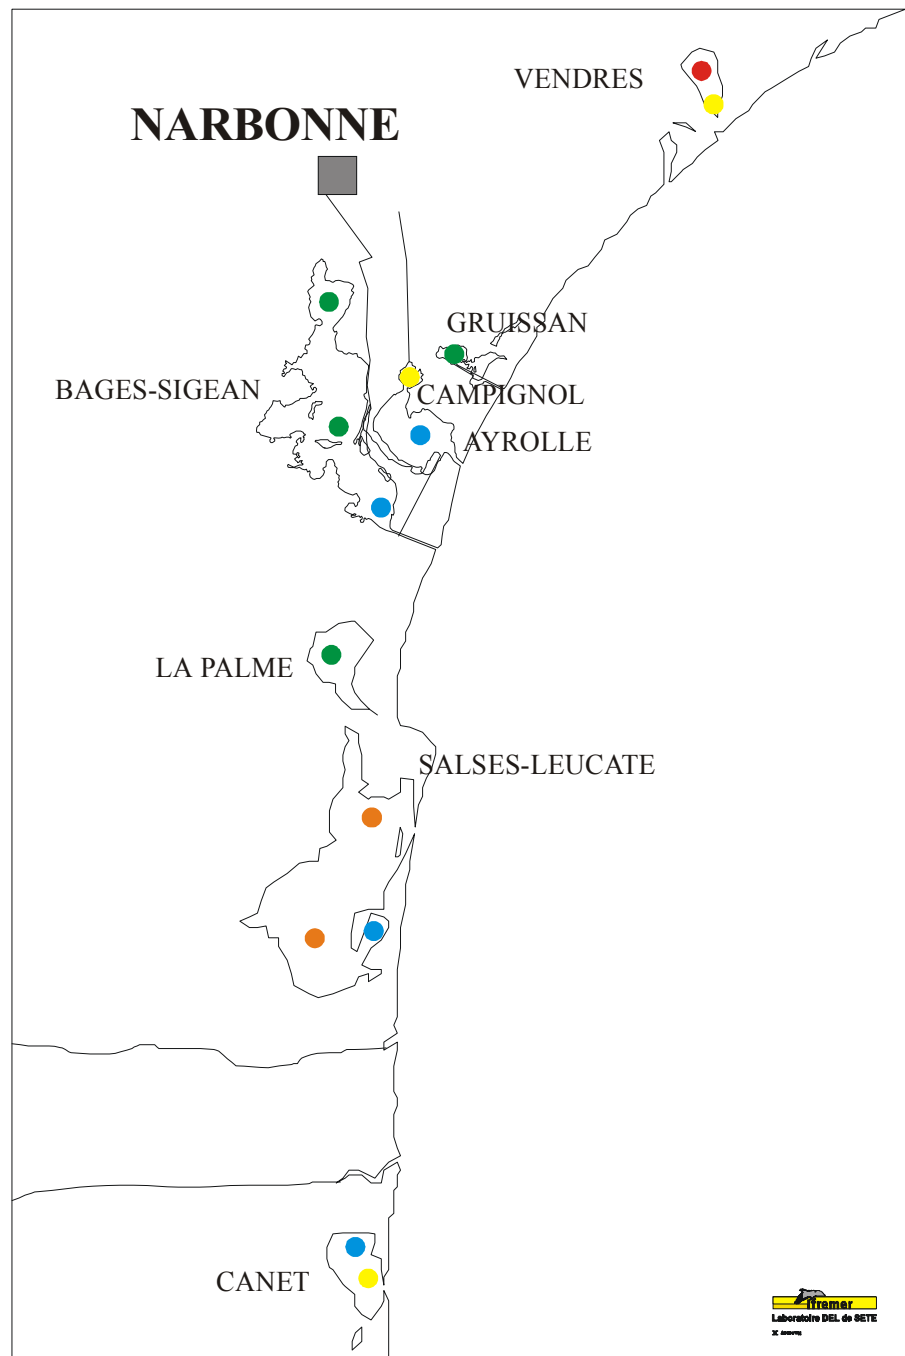 VENDRES
NARBONNE
GRUISSAN
BAGES-SIGEAN
CAMPIGNOL
AYROLLE
LA PALME
SALSES-LEUCATE
CANET
Ifremer
Laboratoire DEL de SETE